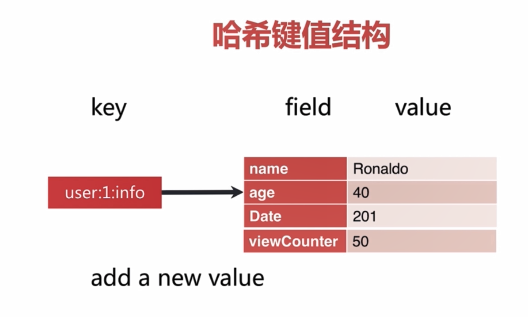 哈希键值结构
key field value
user:1:info
name Ronaldo
age 40
Date 201
viewCounter 50
add a new value